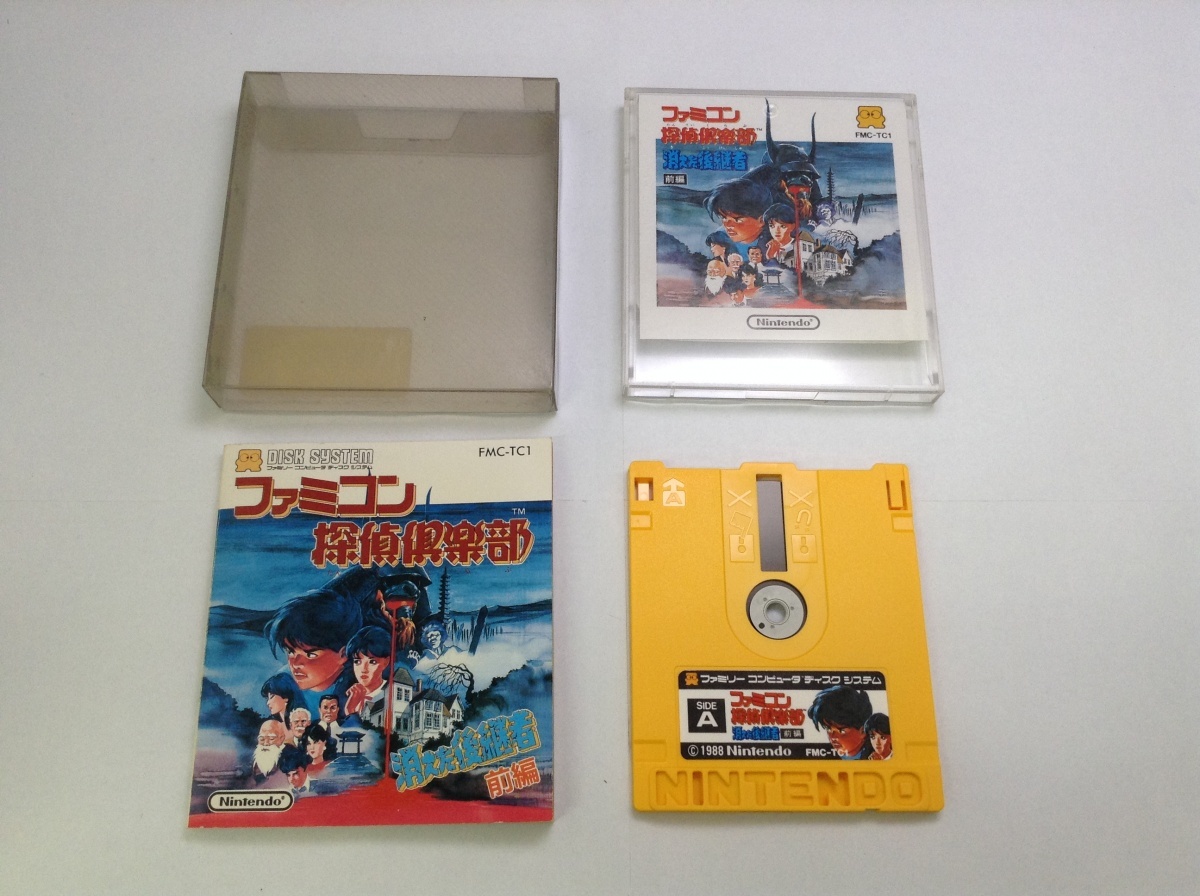 ファミコン
探偵倶楽部™
消えた後継者
前編
FMC-TC1
Nintendo®
DISK SYSTEM
ファミリー コンピュータ ディスク システム
FMC-TC1
ファミコン
探偵倶楽部
TM
消えた後継者
前編
Nintendo®
A
ファミリー コンピュータ ディスク システム
SIDE
A
ファミコン
探偵倶楽部
消えた後継者 前編
©1988 Nintendo FMC-TC1
NINTENDO